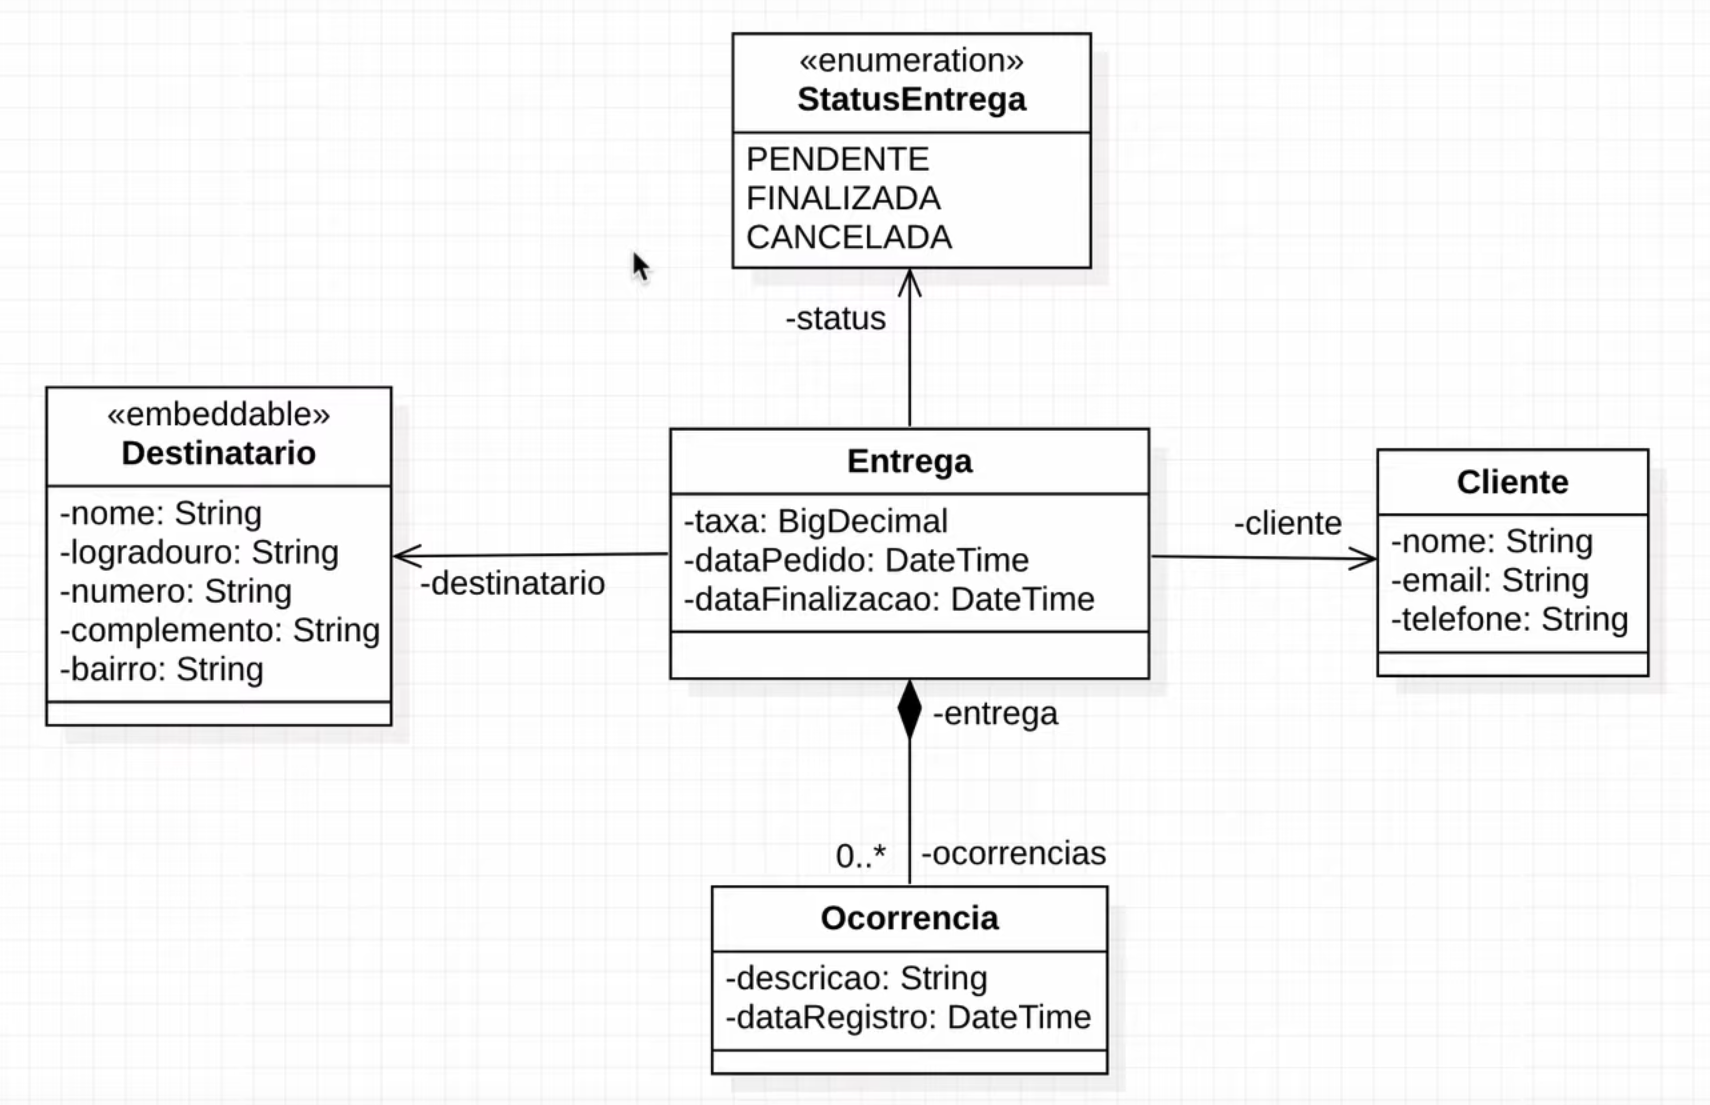 «enumeration»
StatusEntrega
PENDENTE
FINALIZADA
CANCELADA
-status
«embeddable»
Destinatario
-nome: String
-logradouro: String
-numero: String
-complemento: String
-bairro: String
-destinatario
Entrega
-taxa: BigDecimal
-dataPedido: DateTime
-dataFinalizacao: DateTime
-cliente
Cliente
-nome: String
-email: String
-telefone: String
-entrega
0..* -ocorrencias
Ocorrencia
-descricao: String
-dataRegistro: DateTime